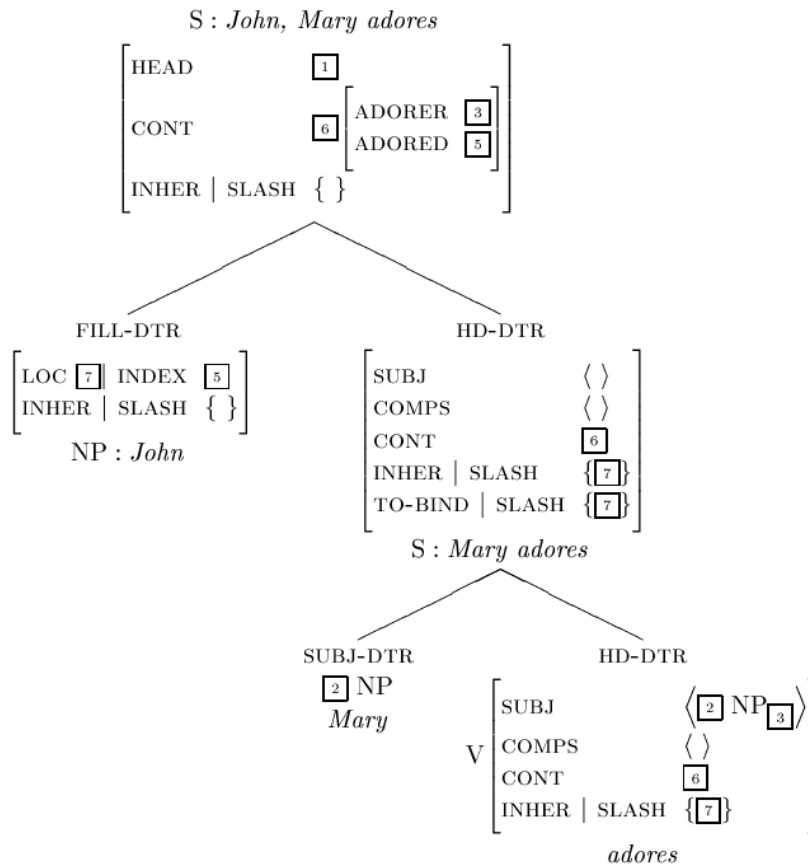 S : John, Mary adores
HEAD 1
CONT 6 [ADORER 3
ADORED 5]
INHER | SLASH { }
FILL-DTR HD-DTR
LOC 7 | INDEX 5
INHER | SLASH { }
NP : John
SUBJ ⟨ ⟩
COMPS ⟨ ⟩
CONT 6
INHER | SLASH {7}
TO-BIND | SLASH {7}
S : Mary adores
SUBJ-DTR HD-DTR
2 NP
Mary
V
SUBJ ⟨2 NP3⟩
COMPS ⟨ ⟩
CONT 6
INHER | SLASH {7}
adores